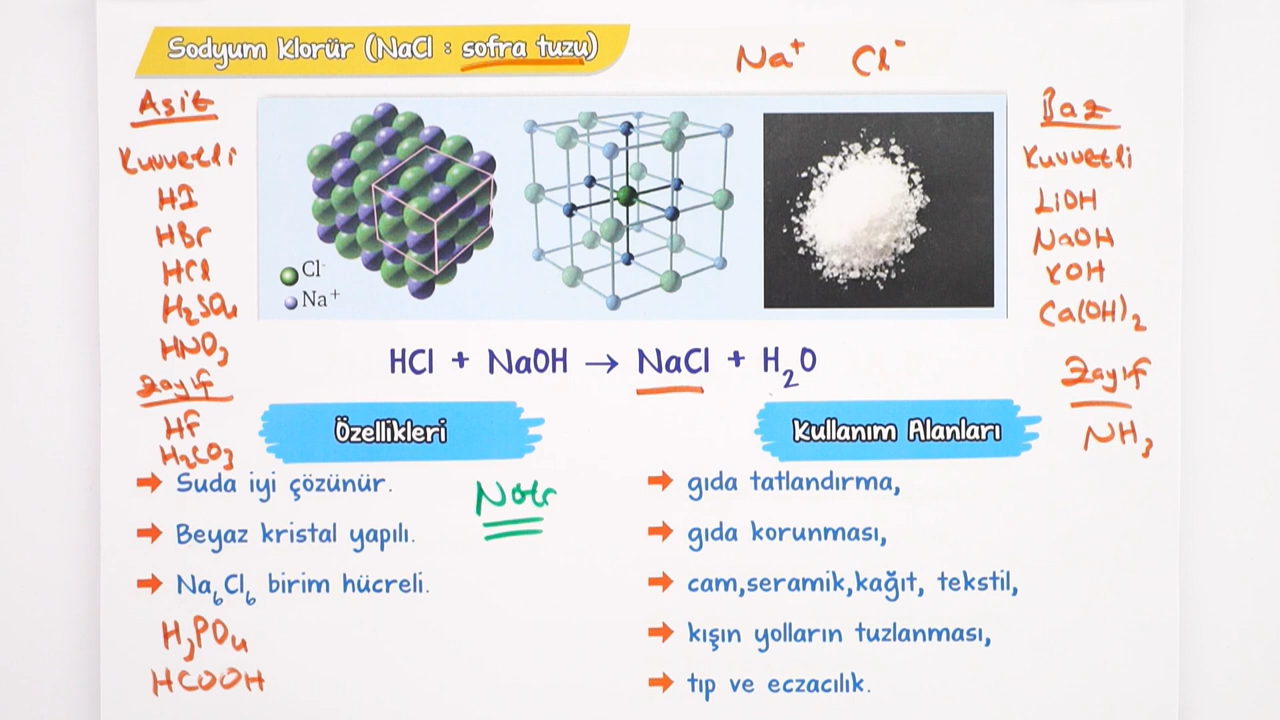 Sodyum Klorür (NaCl : sofra tuzu)
Na⁺ Cl⁻
Asit
Kuvvetli
HI
HBr
HCl
H₂SO₄
HNO₃
Zayıf
HF
H₂CO₃
Cl⁻
Na⁺
Baz
Kuvvetli
LiOH
NaOH
KOH
Ca(OH)₂
Zayıf
NH₃
HCl + NaOH → NaCl + H₂O
Özellikleri
→ Suda iyi çözünür.
→ Beyaz kristal yapılı.
→ Na₆Cl₆ birim hücreli.
Nötr
H₃PO₄
HCOOH
Kullanım Alanları
→ gıda tatlandırma,
→ gıda korunması,
→ cam,seramik,kağıt, tekstil,
→ kışın yolların tuzlanması,
→ tıp ve eczacılık.